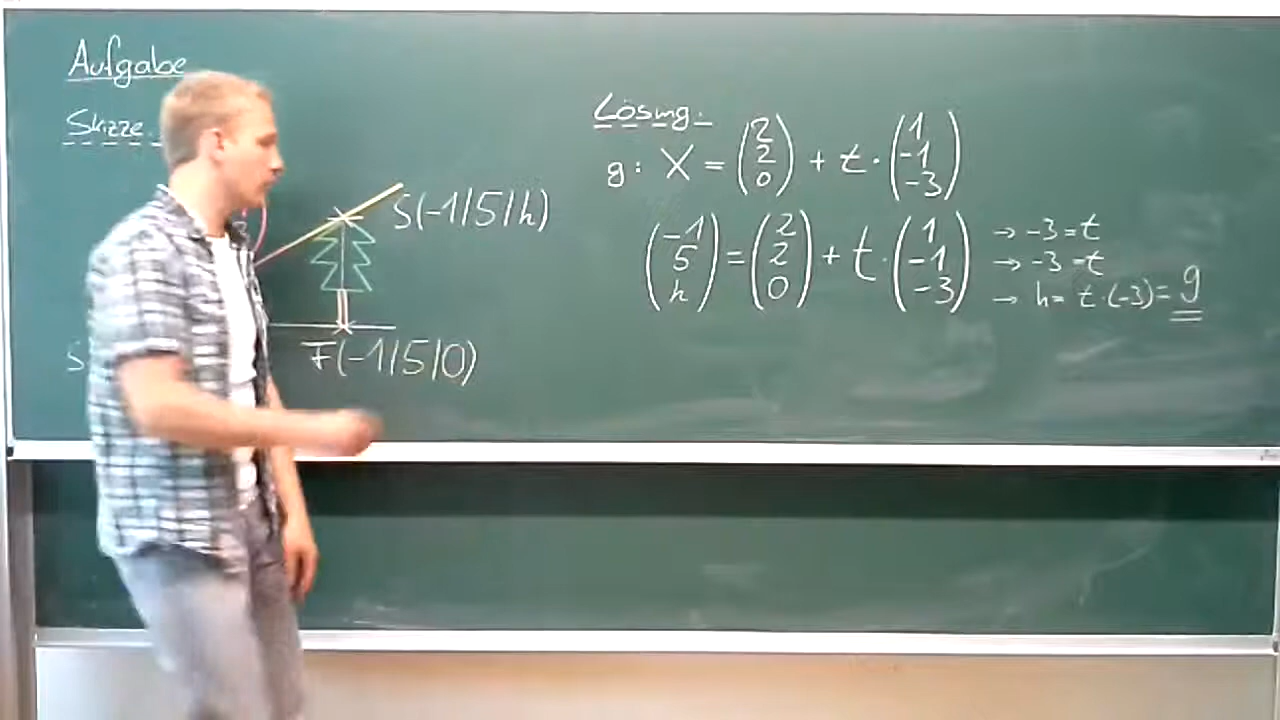 Aufgabe
Skizze
S(-1/5/h)
F(-1/5/0)
S
Lösung:
g: X = (2 2 0) + t · (1 -1 -3)
(-1 5 h) = (2 2 0) + t · (1 -1 -3)
→ -3 = t
→ -3 = t
→ h = t · (-3) = 9